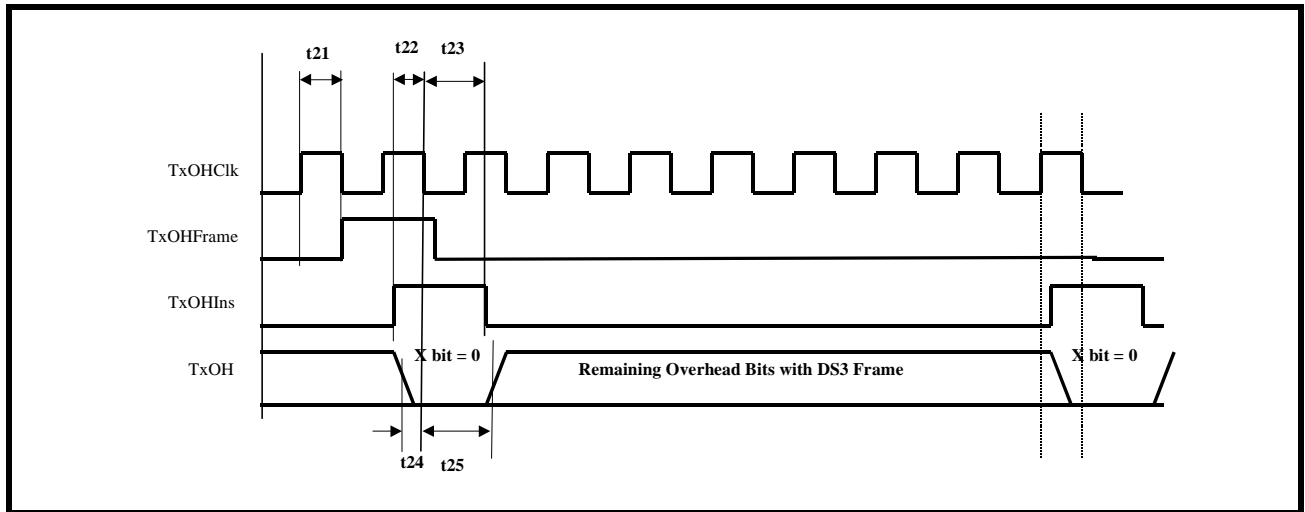 t21
t22
t23
TxOHClk
TxOHFrame
TxOHIns
TxOH
X bit = 0
Remaining Overhead Bits with DS3 Frame
X bit = 0
t24
t25